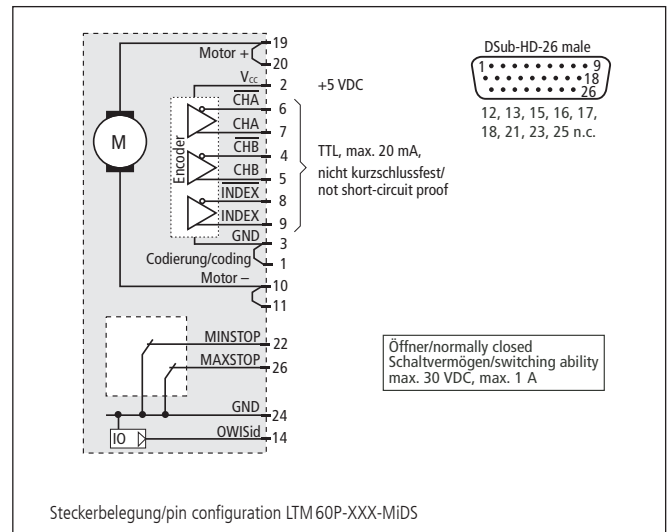 Motor +
19
20
V_CC
2
+5 VDC
CHA
6
CHA
7
CHB
4
CHB
5
INDEX
8
INDEX
9
GND
3
Codierung/coding
1
Motor –
10
11
M
Encoder
TTL, max. 20 mA,
nicht kurzschlussfest/
not short-circuit proof
DSub-HD-26 male
1
9
18
26
12, 13, 15, 16, 17,
18, 21, 23, 25 n.c.
MINSTOP
22
MAXSTOP
26
GND
24
IO
OWISid
14
Öffner/normally closed
Schaltvermögen/switching ability
max. 30 VDC, max. 1 A
Steckerbelegung/pin configuration LTM 60P-XXX-MiDS